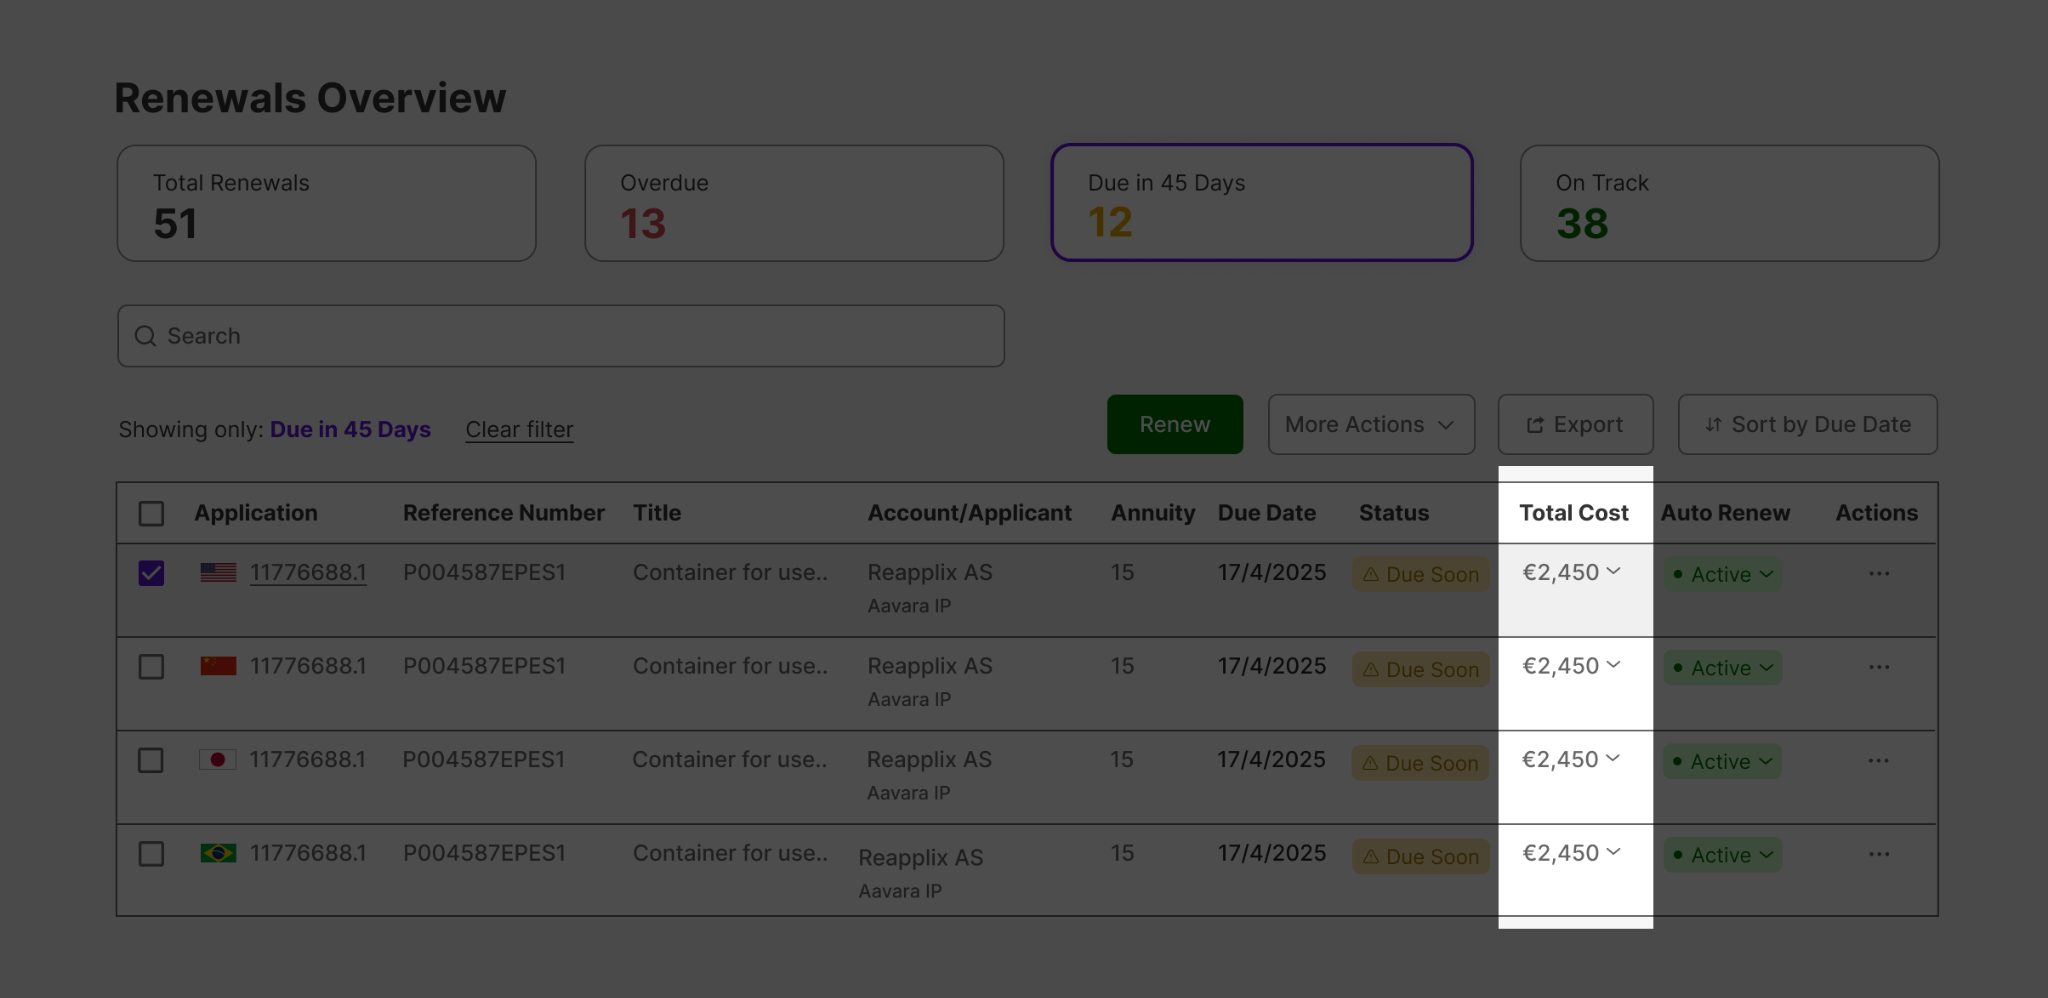 Renewals Overview
Total Renewals
51
Overdue
13
Due in 45 Days
12
On Track
38
Search
Showing only: Due in 45 Days Clear filter
Renew More Actions Export Sort by Due Date
Application Reference Number Title Account/Applicant Annuity Due Date Status Total Cost Auto Renew Actions
11776688.1 P004587EPES1 Container for use.. Reapplix AS 15 17/4/2025 Due Soon €2,450 Active
Aavara IP
11776688.1 P004587EPES1 Container for use.. Reapplix AS 15 17/4/2025 Due Soon €2,450 Active
Aavara IP
11776688.1 P004587EPES1 Container for use.. Reapplix AS 15 17/4/2025 Due Soon €2,450 Active
Aavara IP
11776688.1 P004587EPES1 Container for use.. Reapplix AS 15 17/4/2025 Due Soon €2,450 Active
Aavara IP